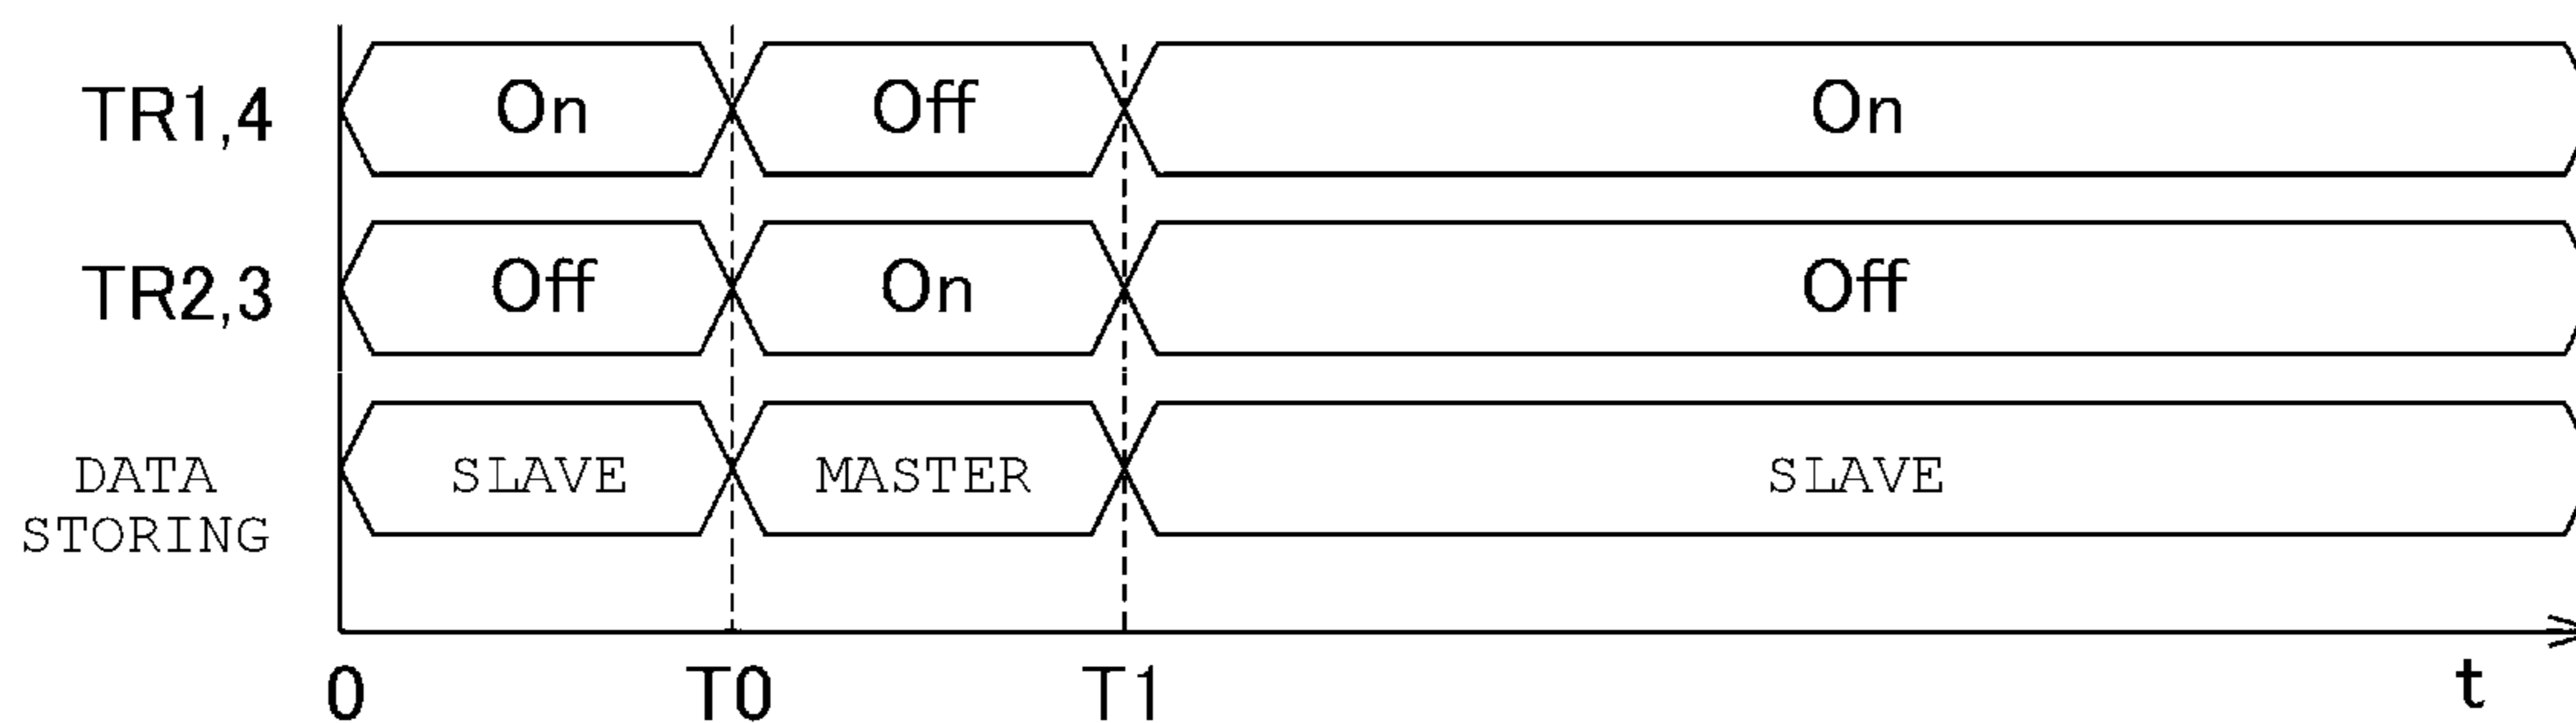 TR1,4 On Off On
TR2,3 Off On Off
DATA STORING SLAVE MASTER SLAVE
0 T0 T1 t